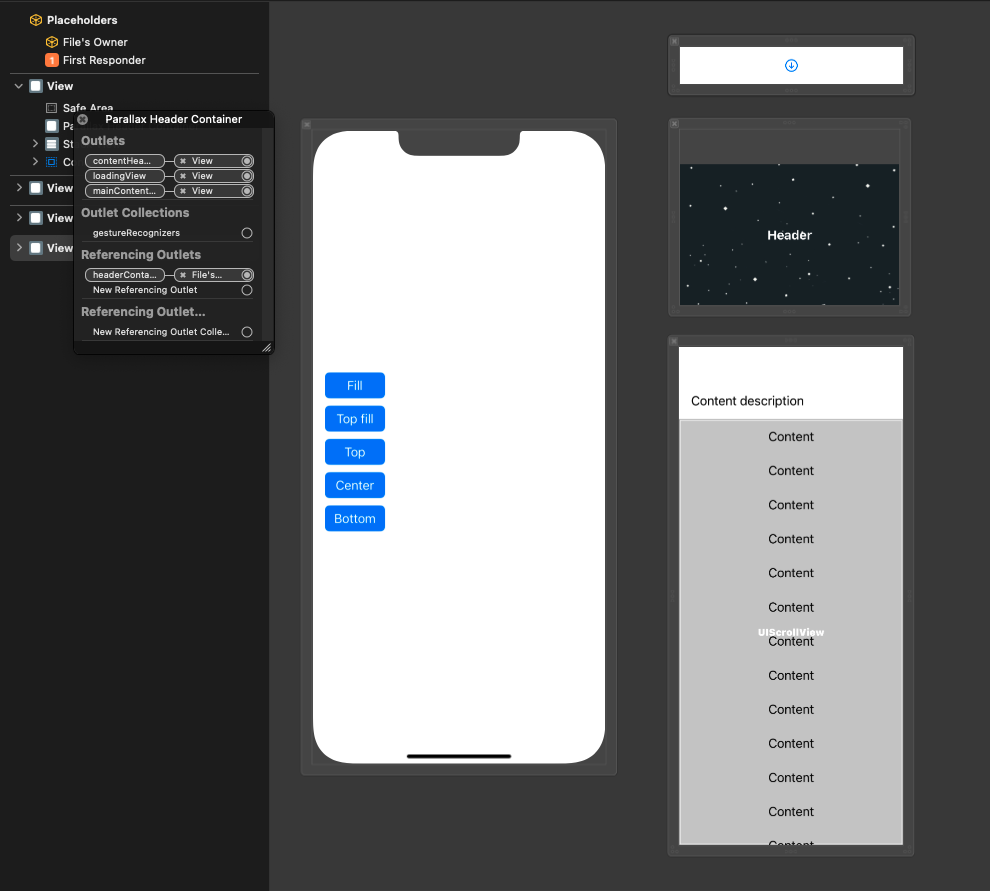 Placeholders
File's Owner
1 First Responder
View
Safe Area
Pa
St
Co
View
View
View
Parallax Header Container
Outlets
contentHea... View
loadingView View
mainContent... View
Outlet Collections
gestureRecognizers
Referencing Outlets
headerConta... File's...
New Referencing Outlet
Referencing Outlet...
New Referencing Outlet Colle...
Fill
Top fill
Top
Center
Bottom
Header
Content description
Content
Content
Content
Content
Content
Content
UIScrollView
Content
Content
Content
Content
Content
Content
Content